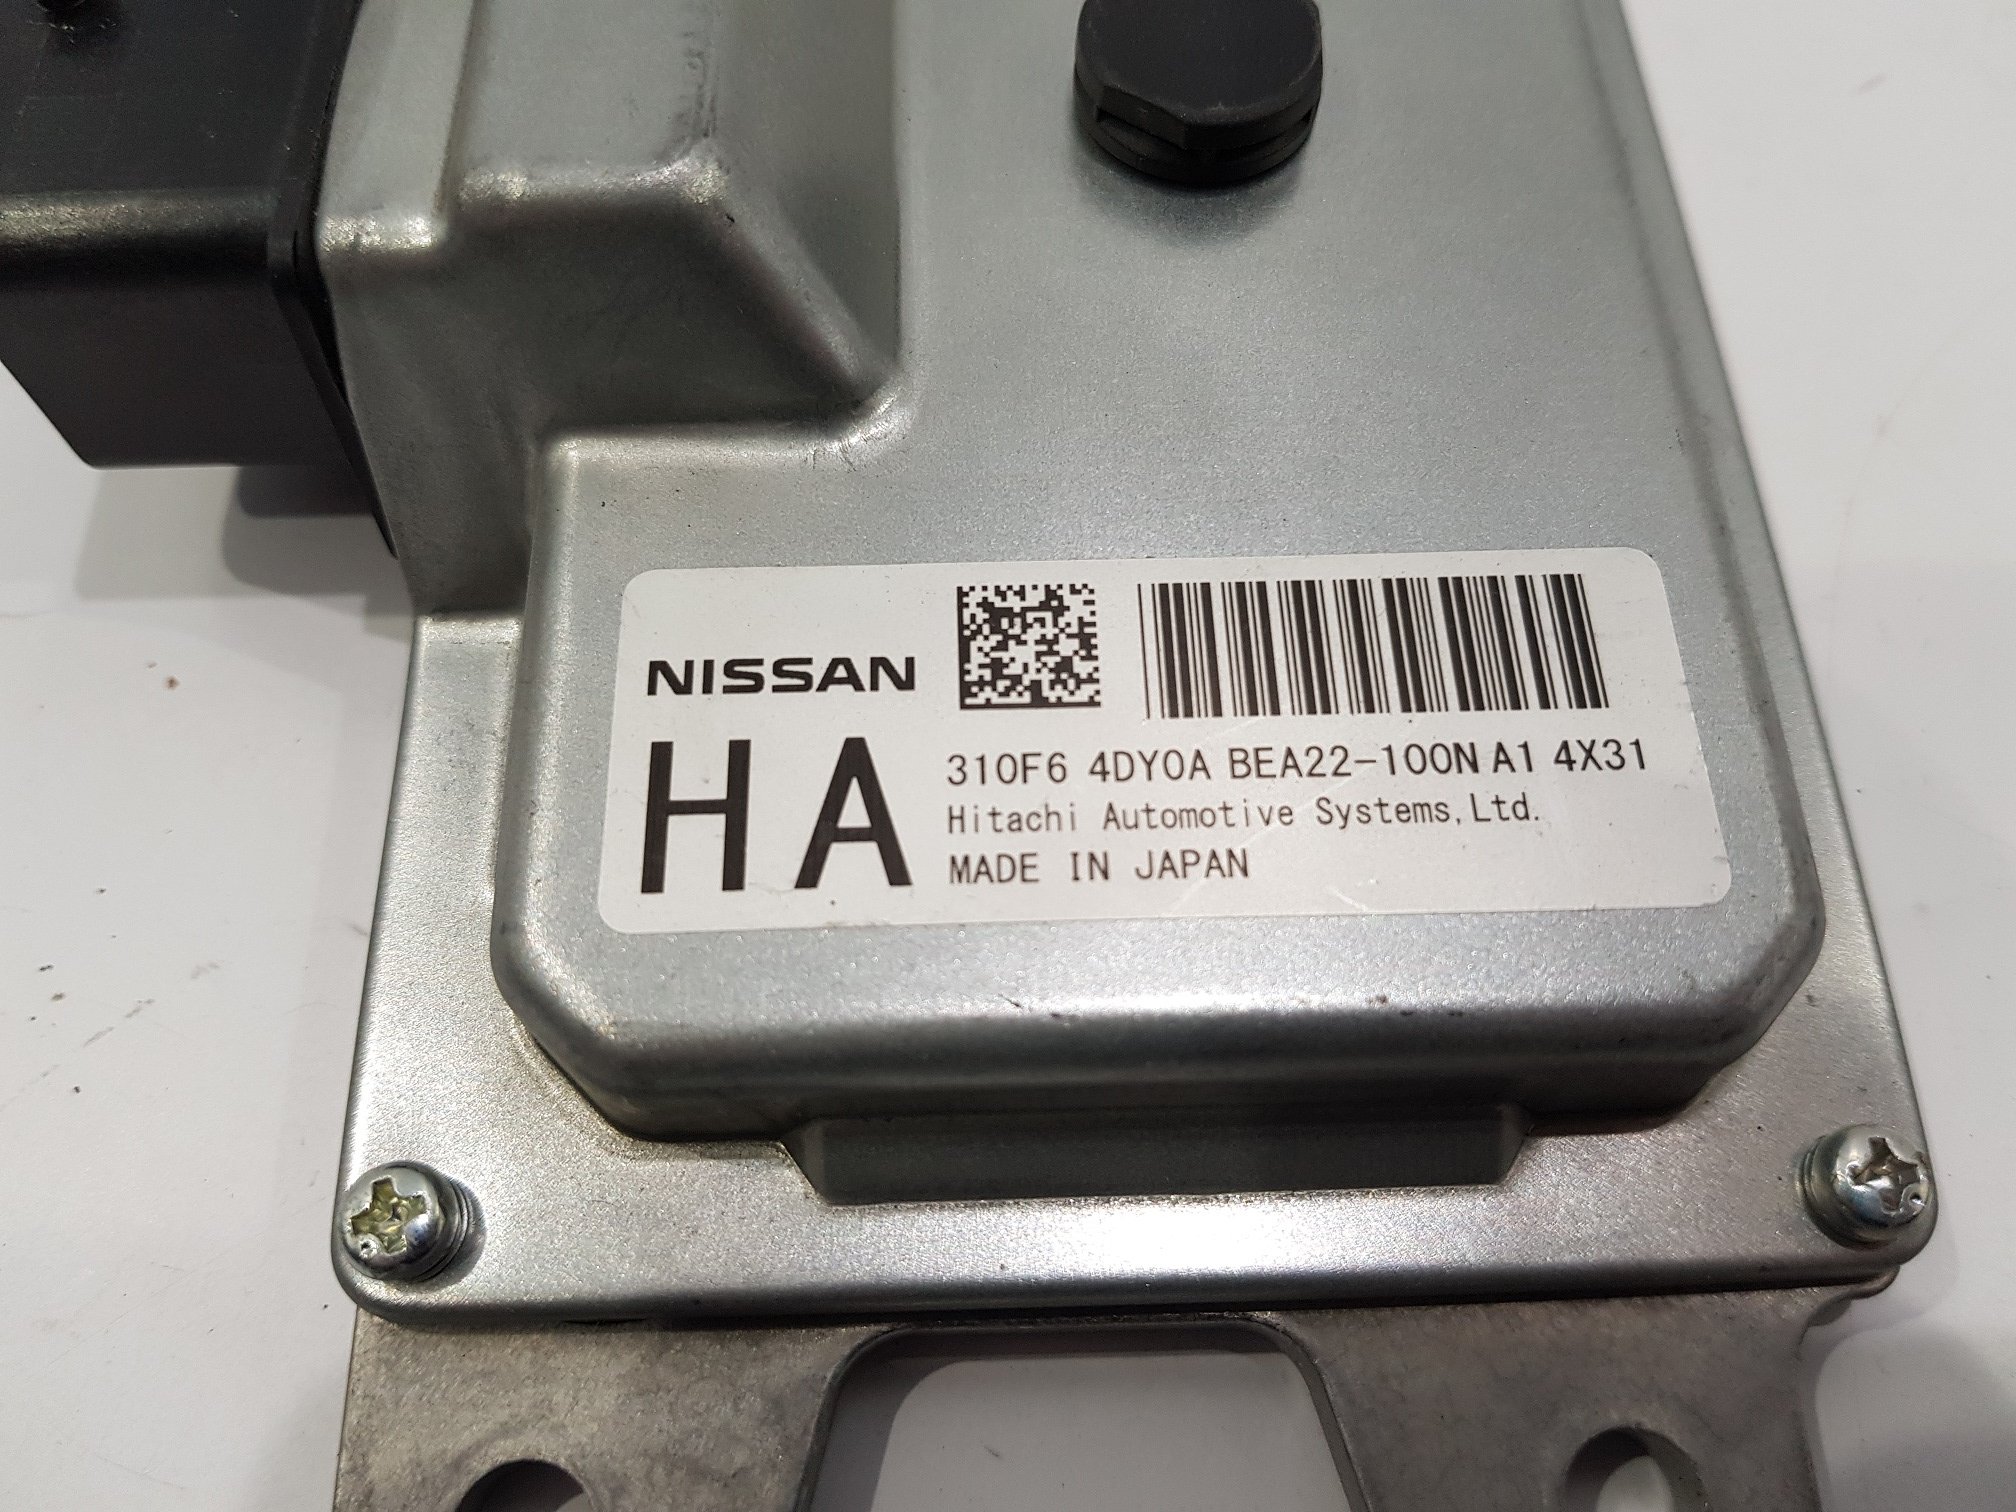 NISSAN
HA
310F6 4DY0A BEA22-100N A1 4X31
Hitachi Automotive Systems,Ltd.
MADE IN JAPAN